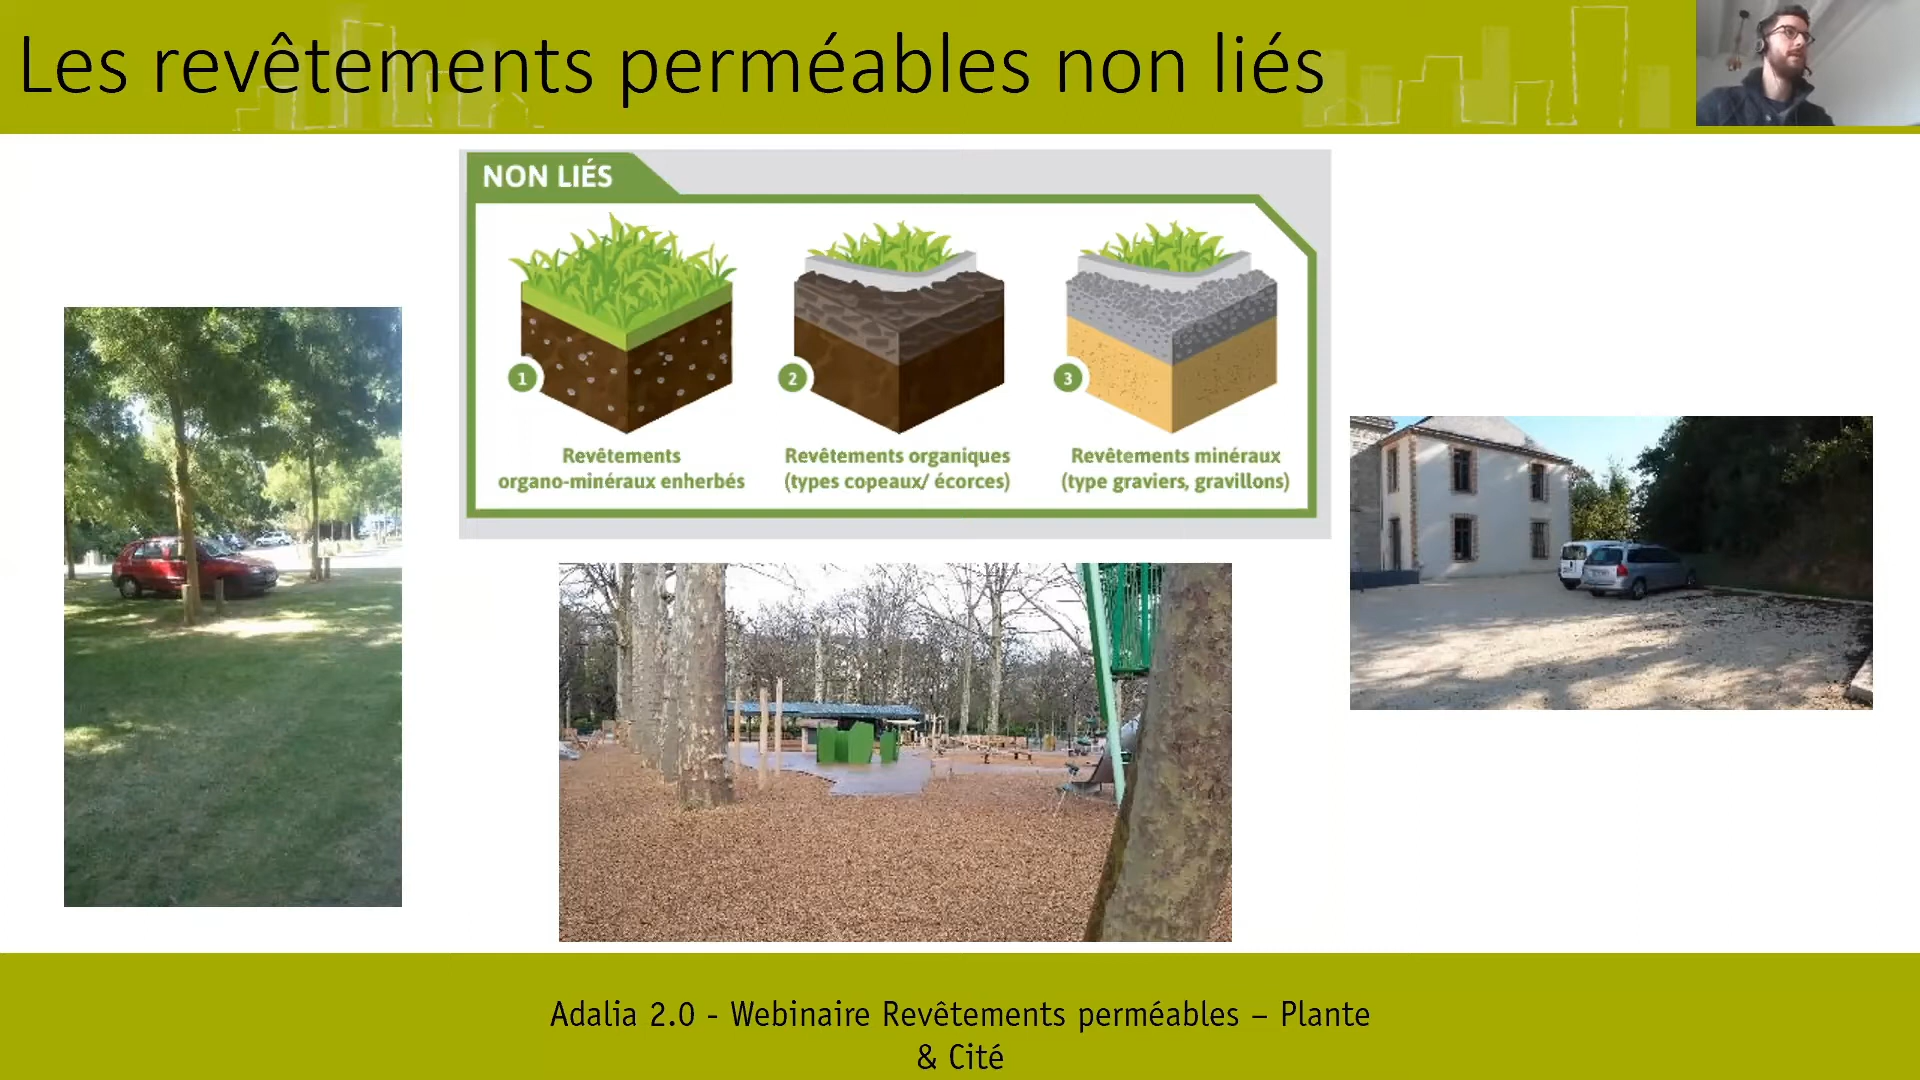 Les revêtements perméables non liés
NON LIÉS
1
2
3
Revêtements
organo-minéraux enherbés
Revêtements organiques
(types copeaux/ écorces)
Revêtements minéraux
(type graviers, gravillons)
Adalia 2.0 - Webinaire Revêtements perméables – Plante
& Cité